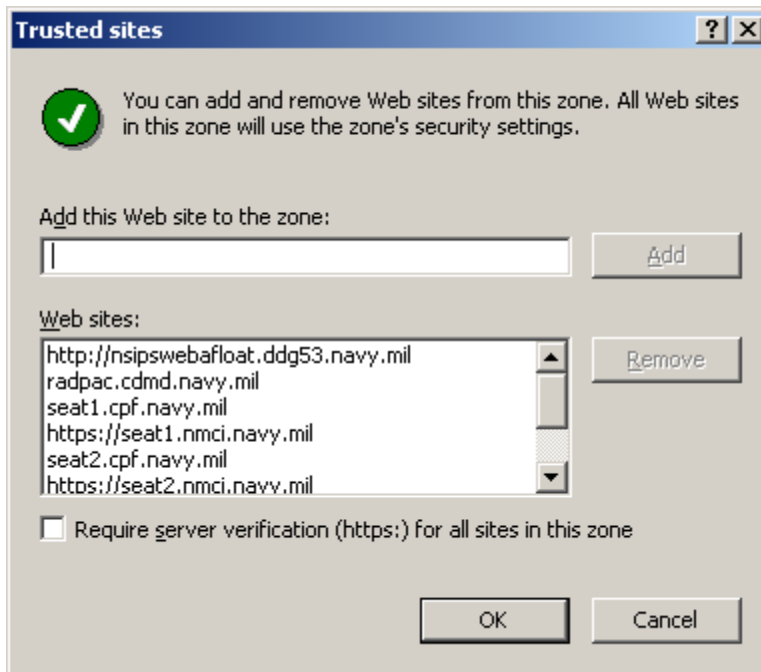 Trusted sites
You can add and remove Web sites from this zone. All Web sites
in this zone will use the zone's security settings.
Add this Web site to the zone:
Add
Web sites:
http://nsipswebafloat.ddg53.navy.mil
radpac.cdmd.navy.mil
seat1.cpf.navy.mil
https://seat1.nmci.navy.mil
seat2.cpf.navy.mil
https://seat2.nmci.navy.mil
Remove
Require server verification (https:) for all sites in this zone
OK
Cancel